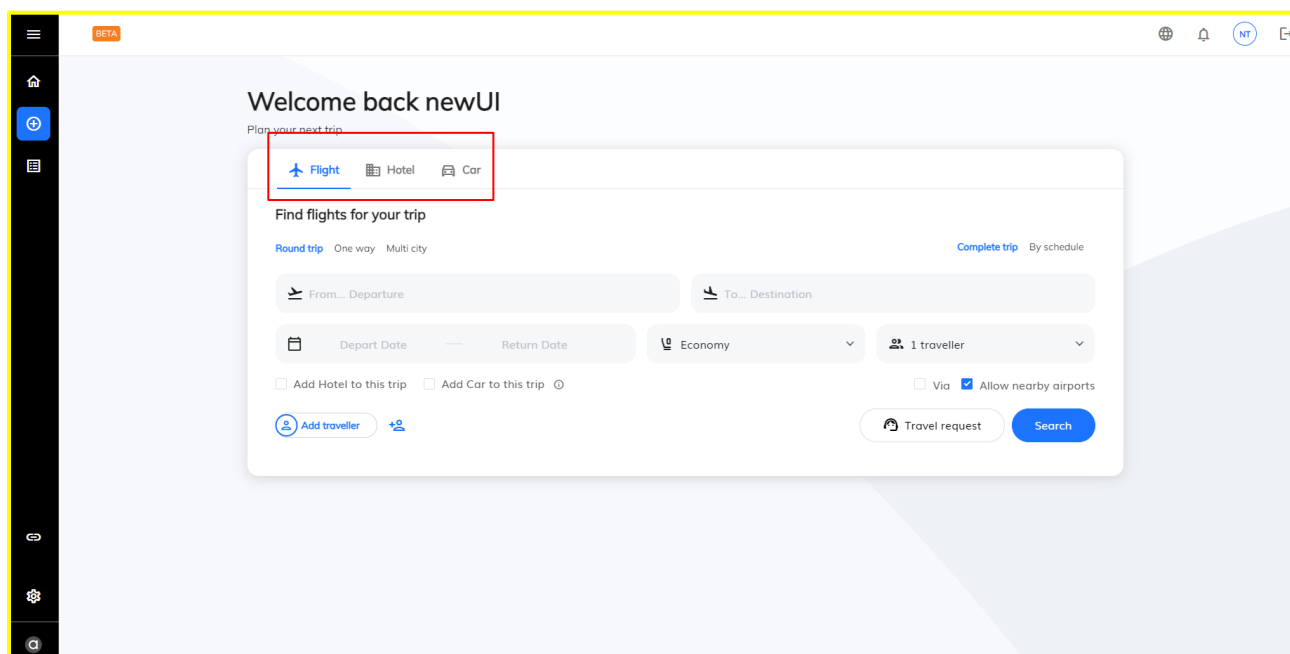 BETA
NT
Welcome back newUI
Plan your next trip
Flight Hotel Car
Find flights for your trip
Round trip One way Multi city Complete trip By schedule
From... Departure To... Destination
Depart Date Return Date Economy 1 traveller
Add Hotel to this trip Add Car to this trip Via Allow nearby airports
Add traveller Travel request Search
a